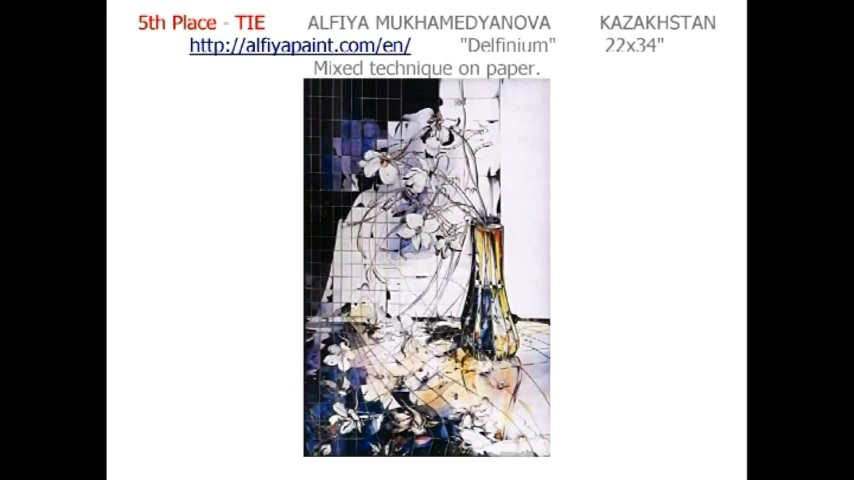 5th Place - TIE ALFIYA MUKHAMEDYANOVA KAZAKHSTAN
http://alfiyapaint.com/en/ "Delfinium" 22x34"
Mixed technique on paper.